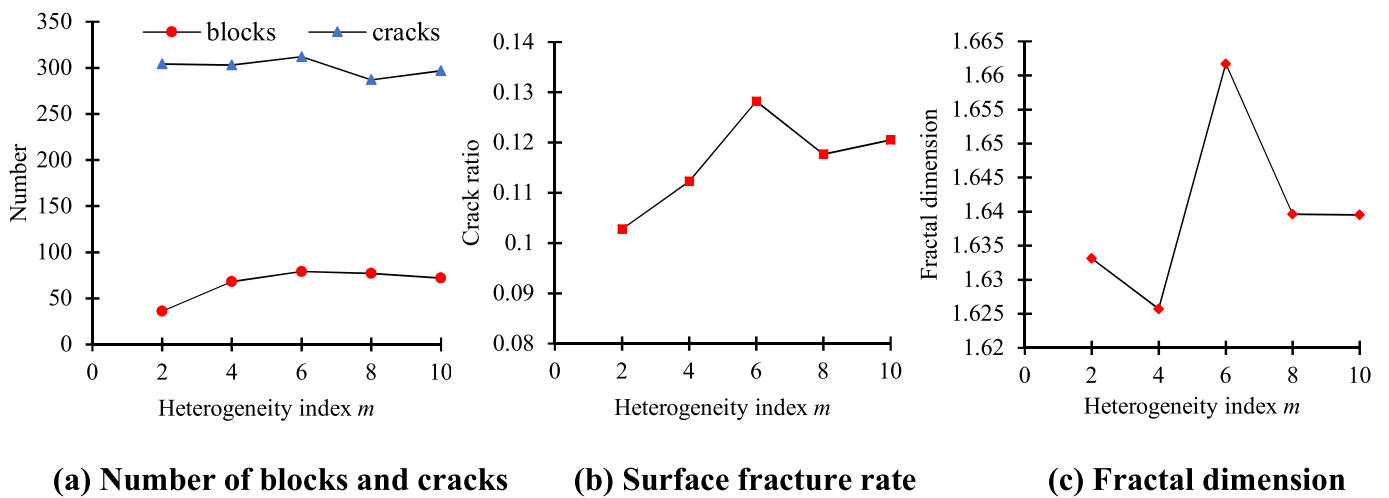 350
300
250
200
150
100
50
0
Number
blocks
cracks
0 2 4 6 8 10
Heterogeneity index m
(a) Number of blocks and cracks
0.14
0.13
0.12
0.11
0.1
0.09
0.08
Crack ratio
0 2 4 6 8 10
Heterogeneity index m
(b) Surface fracture rate
1.665
1.66
1.655
1.65
1.645
1.64
1.635
1.63
1.625
1.62
Fractal dimension
0 2 4 6 8 10
Heterogeneity index m
(c) Fractal dimension